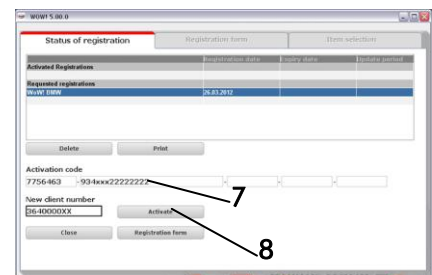 WOW! 5.00.0
Status of registration Registration form Item selection
Registration date Expiry date Update period
Activated Registrations
Requested registrations
WoW! BMW 26.03.2012
Delete Print
Activation code
7756463 - 934xxx22222222 - - -
7
New client number
3640000XX Activate
Close Registration form
8